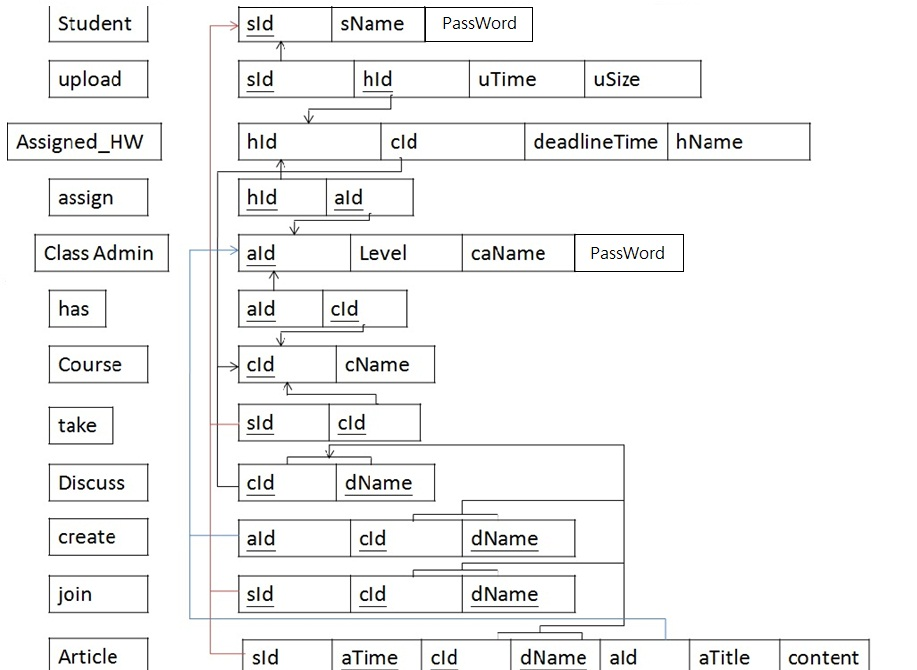 Student sId sName PassWord
upload sId hId uTime uSize
Assigned_HW hId cId deadlineTime hName
assign hId aId
Class Admin aId Level caName PassWord
has aId cId
Course cId cName
take sId cId
Discuss cId dName
create aId cId dName
join sId cId dName
Article sId aTime cId dName aId aTitle content